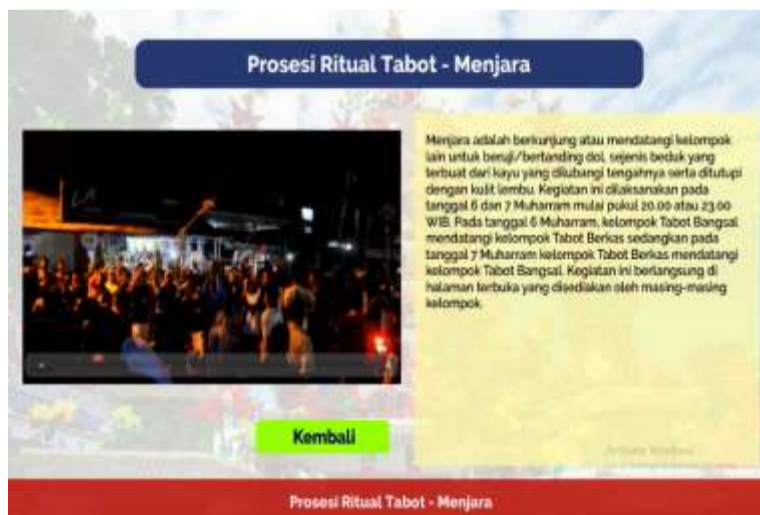 Prosesi Ritual Tabot - Menjara
Menjara adalah berkunjung atau mendatangi kelompok
lain untuk beruji/bertanding dol, sejenis beduk yang
terbuat dari kayu yang dilubangi tengahnya serta ditutupi
dengan kulit lembu. Kegiatan ini dilaksanakan pada
tanggal 6 dan 7 Muharram mulai pukul 20.00 atau 23.00
WIB. Pada tanggal 6 Muharam, kelompok Tabot Bangsal
mendatangi kelompok Tabot Berkas sedangkan pada
tanggal 7 Muharam kelompok Tabot Berkas mendatangi
kelompok Tabot Bangsal. Kegiatan ini berlangsung di
halaman terbuka yang disediakan oleh masing-masing
kelompok.
Kembali
Prosesi Ritual Tabot - Menjara